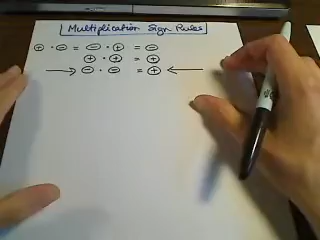 Multiplication Sign Rules
⊕ · ⊖ = ⊖ · ⊕ = ⊖
⊕ · ⊕ = ⊕
→ ⊖ · ⊖ = ⊕ ←